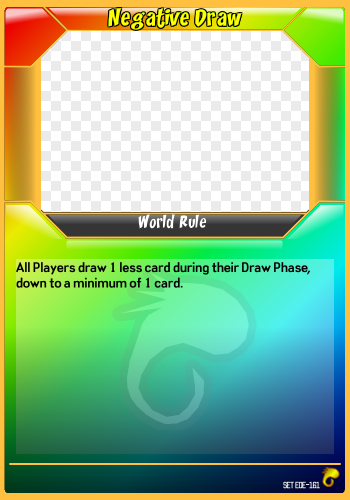 Negative Draw
World Rule
All Players draw 1 less card during their Draw Phase,
down to a minimum of 1 card.
SET EDE-161